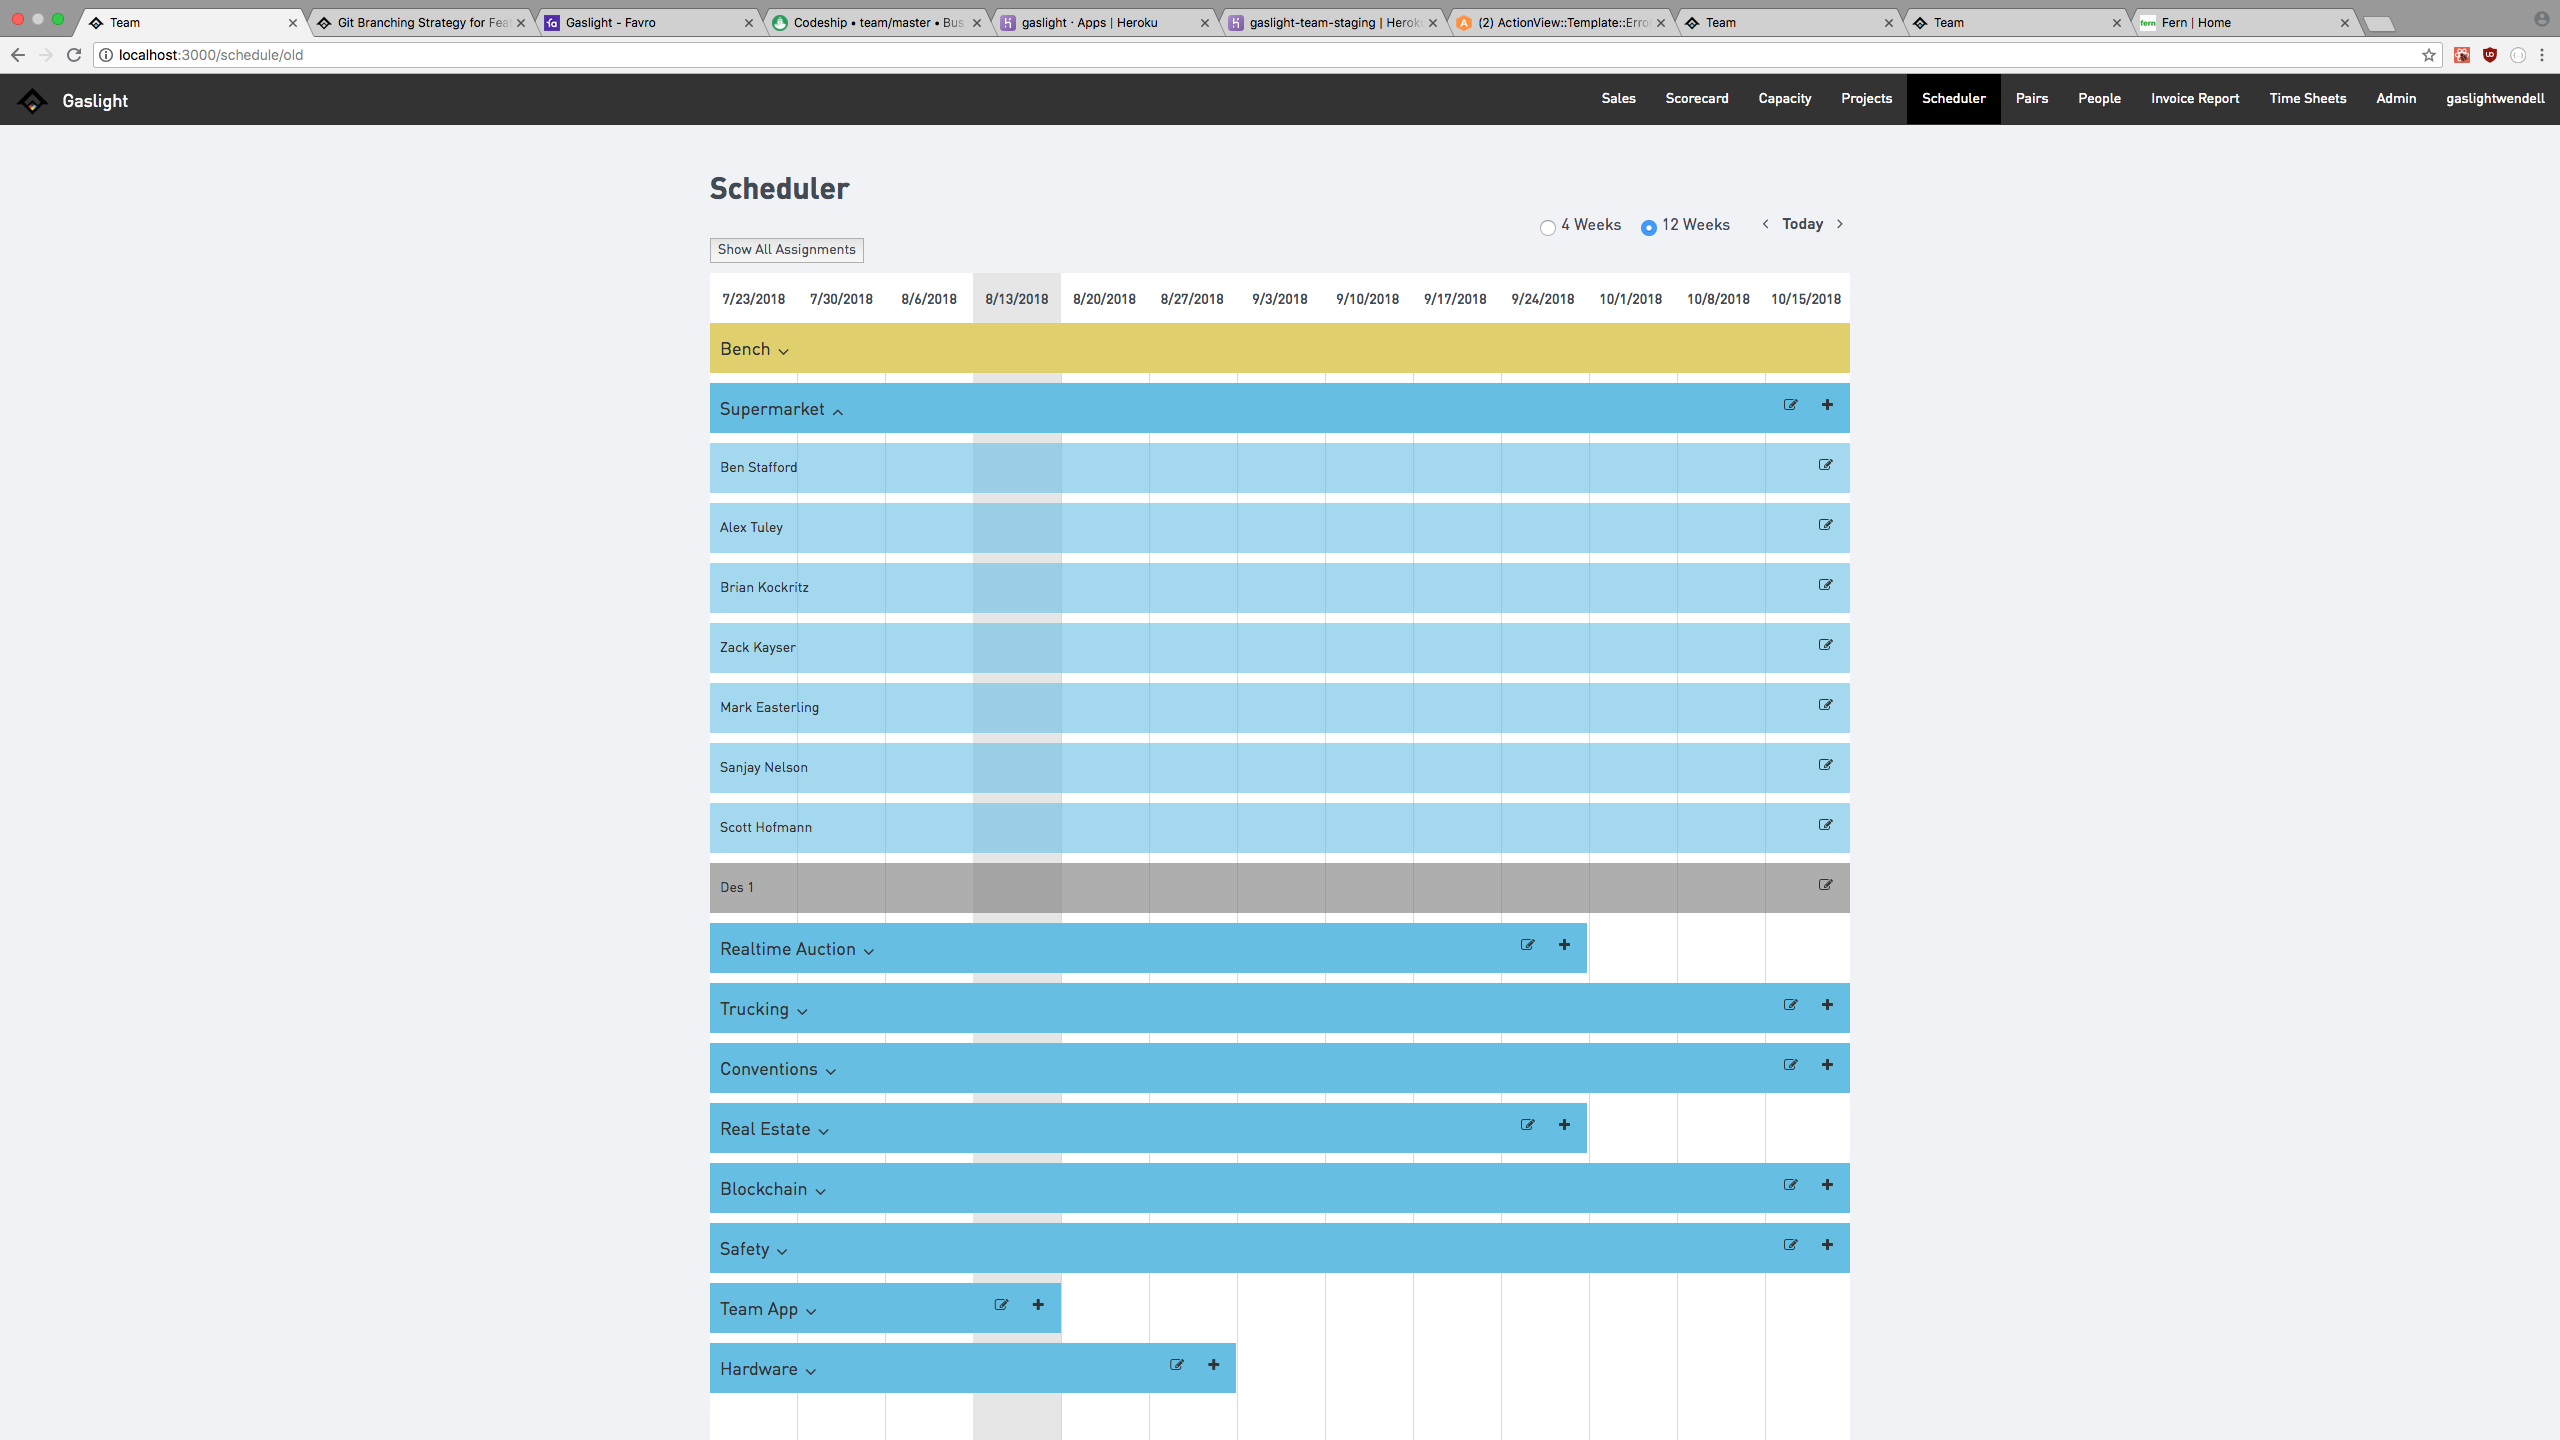 Team
Git Branching Strategy for Feat
Gaslight - Favro
Codeship • team/master • Bus
gaslight · Apps | Heroku
gaslight-team-staging | Heroku
(2) ActionView::Template::Error
Team
Team
fern
Fern | Home
localhost:3000/schedule/old
Gaslight
Sales
Scorecard
Capacity
Projects
Scheduler
Pairs
People
Invoice Report
Time Sheets
Admin
gaslightwendell
Scheduler
4 Weeks
12 Weeks
< Today >
Show All Assignments
7/23/2018 7/30/2018 8/6/2018 8/13/2018 8/20/2018 8/27/2018 9/3/2018 9/10/2018 9/17/2018 9/24/2018 10/1/2018 10/8/2018 10/15/2018
Bench
Supermarket
Ben Stafford
Alex Tuley
Brian Kockritz
Zack Kayser
Mark Easterling
Sanjay Nelson
Scott Hofmann
Des 1
Realtime Auction
Trucking
Conventions
Real Estate
Blockchain
Safety
Team App
Hardware